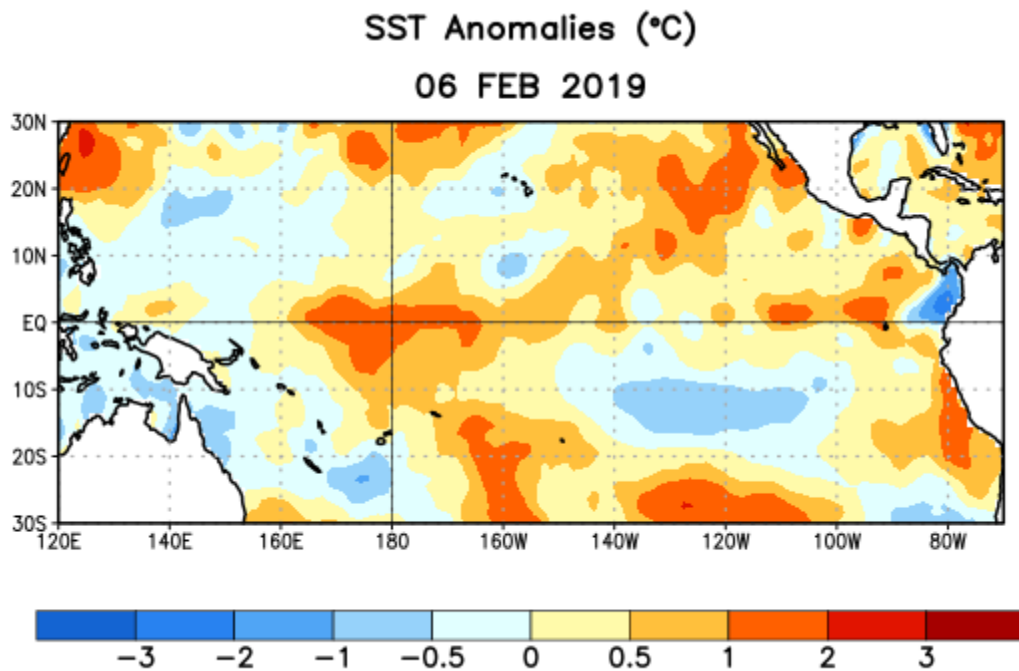 SST Anomalies (°C)
06 FEB 2019
30N
20N
10N
EQ
10S
20S
30S
120E 140E 160E 180 160W 140W 120W 100W 80W
−3 −2 −1 −0.5 0 0.5 1 2 3